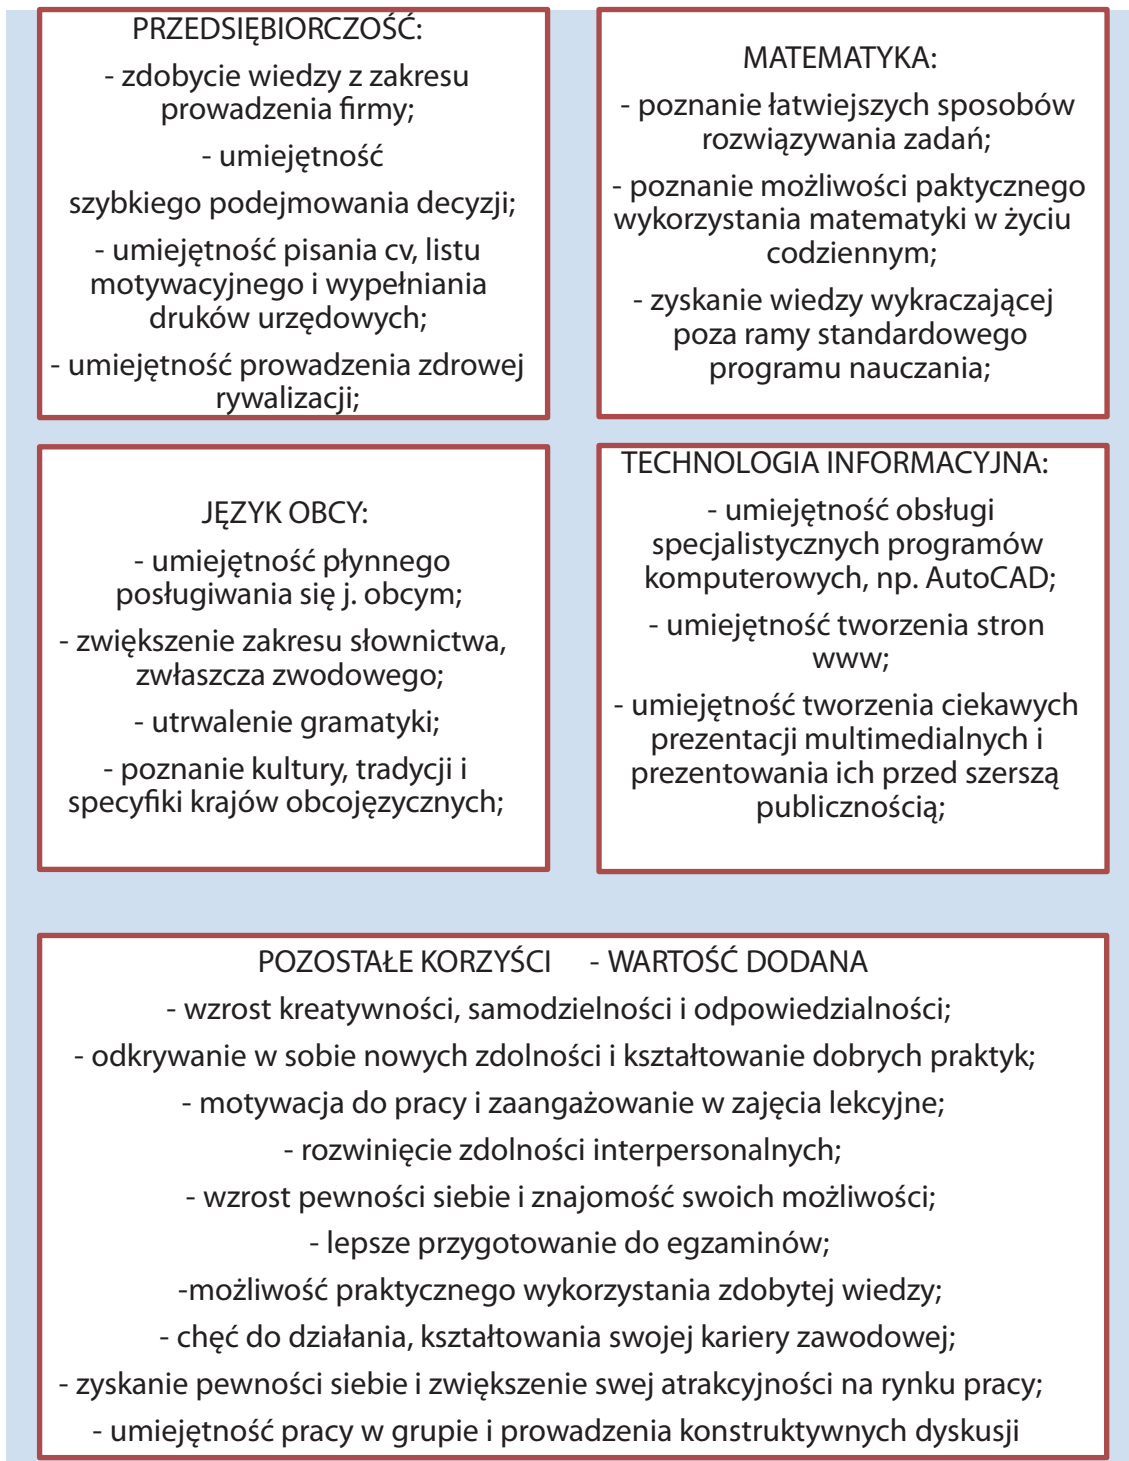 PRZEDSIĘBIORCZOŚĆ:
- zdobycie wiedzy z zakresu
prowadzenia firmy;
- umiejętność
szybkiego podejmowania decyzji;
- umiejętność pisania cv, listu
motywacyjnego i wypełniania
druków urzędowych;
- umiejętność prowadzenia zdrowej
rywalizacji;
MATEMATYKA:
- poznanie łatwiejszych sposobów
rozwiązywania zadań;
- poznanie możliwości paktycznego
wykorzystania matematyki w życiu
codziennym;
- zyskanie wiedzy wykraczającej
poza ramy standardowego
programu nauczania;
JĘZYK OBCY:
- umiejętność płynnego
posługiwania się j. obcym;
- zwiększenie zakresu słownictwa,
zwłaszcza zwodowego;
- utrwalenie gramatyki;
- poznanie kultury, tradycji i
specyfiki krajów obcojęzycznych;
TECHNOLOGIA INFORMACYJNA:
- umiejętność obsługi
specjalistycznych programów
komputerowych, np. AutoCAD;
- umiejętność tworzenia stron
www;
- umiejętność tworzenia ciekawych
prezentacji multimedialnych i
prezentowania ich przed szerszą
publicznością;
POZOSTAŁE KORZYŚCI - WARTOŚĆ DODANA
- wzrost kreatywności, samodzielności i odpowiedzialności;
- odkrywanie w sobie nowych zdolności i kształtowanie dobrych praktyk;
- motywacja do pracy i zaangażowanie w zajęcia lekcyjne;
- rozwinięcie zdolności interpersonalnych;
- wzrost pewności siebie i znajomość swoich możliwości;
- lepsze przygotowanie do egzaminów;
-możliwość praktycznego wykorzystania zdobytej wiedzy;
- chęć do działania, kształtowania swojej kariery zawodowej;
- zyskanie pewności siebie i zwiększenie swej atrakcyjności na rynku pracy;
- umiejętność pracy w grupie i prowadzenia konstruktywnych dyskusji